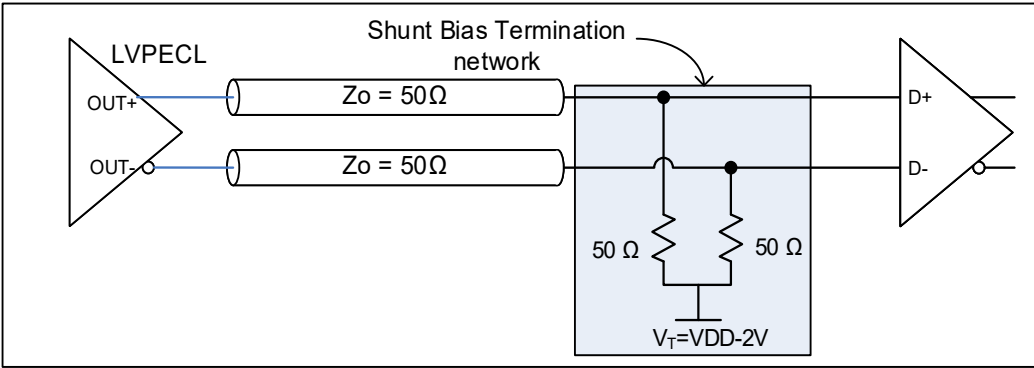 Shunt Bias Termination
network
LVPECL
OUT+
Zo = 50Ω
D+
OUT-
Zo = 50Ω
D-
50 Ω
50 Ω
V_T=VDD-2V